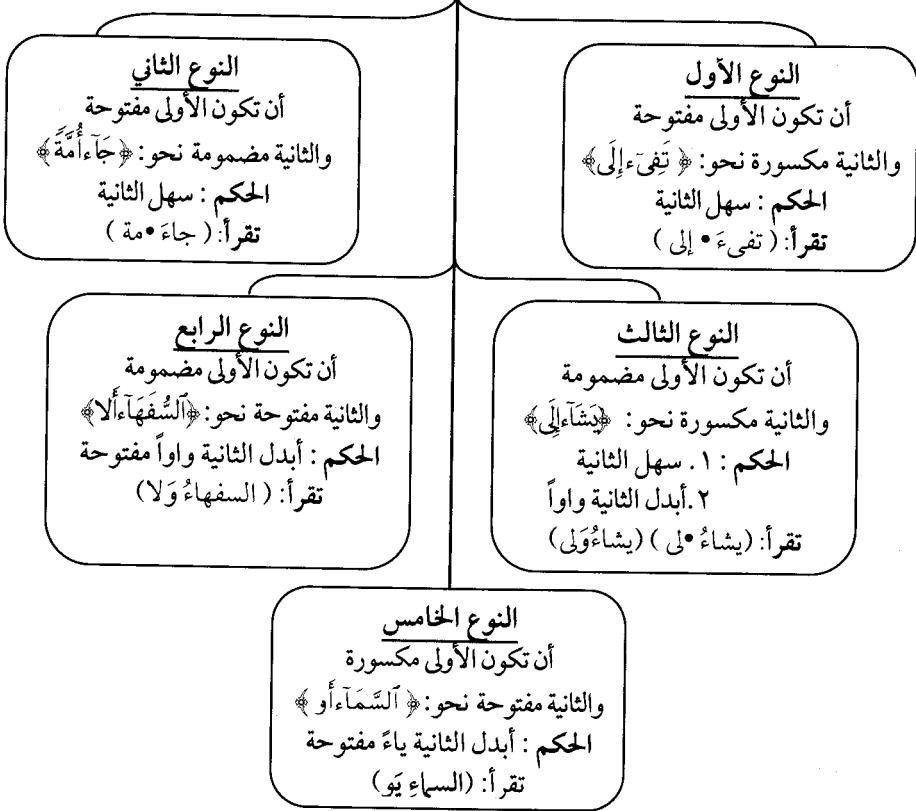 النوع الأول
أن تكون الأولى مفتوحة
والثانية مكسورة نحو: ﴿ تَفِىٓءَ إِلَى﴾
الحكم : سهل الثانية
تقرأ: ( تفىءَ • إلى )
النوع الثاني
أن تكون الأولى مفتوحة
والثانية مضمومة نحو: ﴿جَآءَ أُمَّةً﴾
الحكم : سهل الثانية
تقرأ: ( جاءَ • مة )
النوع الثالث
أن تكون الأولى مضمومة
والثانية مكسورة نحو: ﴿يَشَآءُ إِلَى﴾
الحكم : ١. سهل الثانية
٢.أبدل الثانية واواً
تقرأ: (يشاءُ • لى ) (يشاءُوَلى)
النوع الرابع
أن تكون الأولى مضمومة
والثانية مفتوحة نحو: ﴿ٱلسُّفَهَآءُ أَلا﴾
الحكم : أبدل الثانية واواً مفتوحة
تقرأ: ( السفهاءُ وَلا)
النوع الخامس
أن تكون الأولى مكسورة
والثانية مفتوحة نحو: ﴿ ٱلسَّمَآءِ أَو ﴾
الحكم : أبدل الثانية ياءً مفتوحة
تقرأ: (السماءِ يَو)